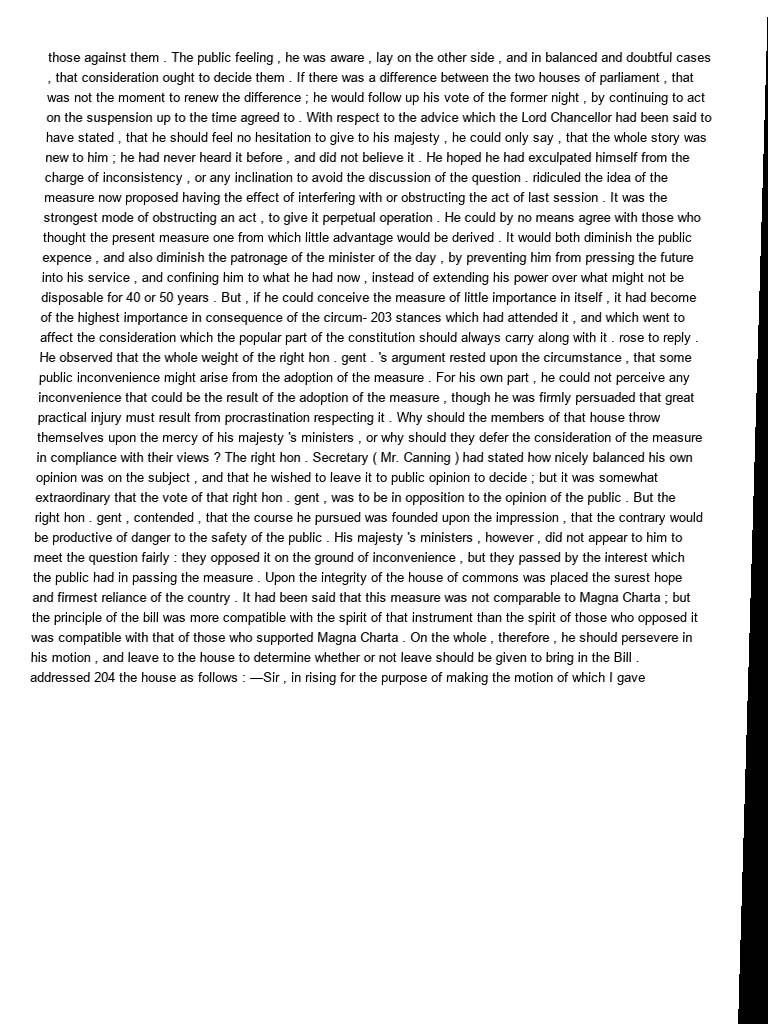 those against them . The public feeling , he was aware , lay on the other side , and in balanced and doubtful cases
, that consideration ought to decide them . If there was a difference between the two houses of parliament , that
was not the moment to renew the difference ; he would follow up his vote of the former night , by continuing to act
on the suspension up to the time agreed to . With respect to the advice which the Lord Chancellor had been said to
have stated , that he should feel no hesitation to give to his majesty , he could only say , that the whole story was
new to him ; he had never heard it before , and did not believe it . He hoped he had exculpated himself from the
charge of inconsistency , or any inclination to avoid the discussion of the question . ridiculed the idea of the
measure now proposed having the effect of interfering with or obstructing the act of last session . It was the
strongest mode of obstructing an act , to give it perpetual operation . He could by no means agree with those who
thought the present measure one from which little advantage would be derived . It would both diminish the public
expence , and also diminish the patronage of the minister of the day , by preventing him from pressing the future
into his service , and confining him to what he had now , instead of extending his power over what might not be
disposable for 40 or 50 years . But , if he could conceive the measure of little importance in itself , it had become
of the highest importance in consequence of the circum- 203 stances which had attended it , and which went to
affect the consideration which the popular part of the constitution should always carry along with it . rose to reply .
He observed that the whole weight of the right hon . gent . 's argument rested upon the circumstance , that some
public inconvenience might arise from the adoption of the measure . For his own part , he could not perceive any
inconvenience that could be the result of the adoption of the measure , though he was firmly persuaded that great
practical injury must result from procrastination respecting it . Why should the members of that house throw
themselves upon the mercy of his majesty 's ministers , or why should they defer the consideration of the measure
in compliance with their views ? The right hon . Secretary ( Mr. Canning ) had stated how nicely balanced his own
opinion was on the subject , and that he wished to leave it to public opinion to decide ; but it was somewhat
extraordinary that the vote of that right hon . gent , was to be in opposition to the opinion of the public . But the
right hon . gent , contended , that the course he pursued was founded upon the impression , that the contrary would
be productive of danger to the safety of the public . His majesty 's ministers , however , did not appear to him to
meet the question fairly : they opposed it on the ground of inconvenience , but they passed by the interest which
the public had in passing the measure . Upon the integrity of the house of commons was placed the surest hope
and firmest reliance of the country . It had been said that this measure was not comparable to Magna Charta ; but
the principle of the bill was more compatible with the spirit of that instrument than the spirit of those who opposed it
was compatible with that of those who supported Magna Charta . On the whole , therefore , he should persevere in
his motion , and leave to the house to determine whether or not leave should be given to bring in the Bill .
addressed 204 the house as follows : —Sir , in rising for the purpose of making the motion of which I gave